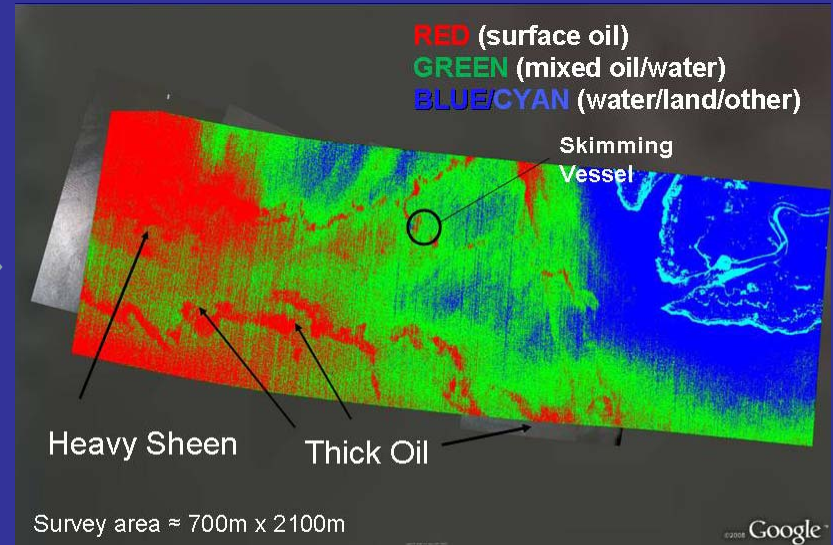 RED (surface oil)
GREEN (mixed oil/water)
BLUE/CYAN (water/land/other)
Skimming
Vessel
Heavy Sheen
Thick Oil
Survey area ≈ 700m x 2100m
©2008 Google™